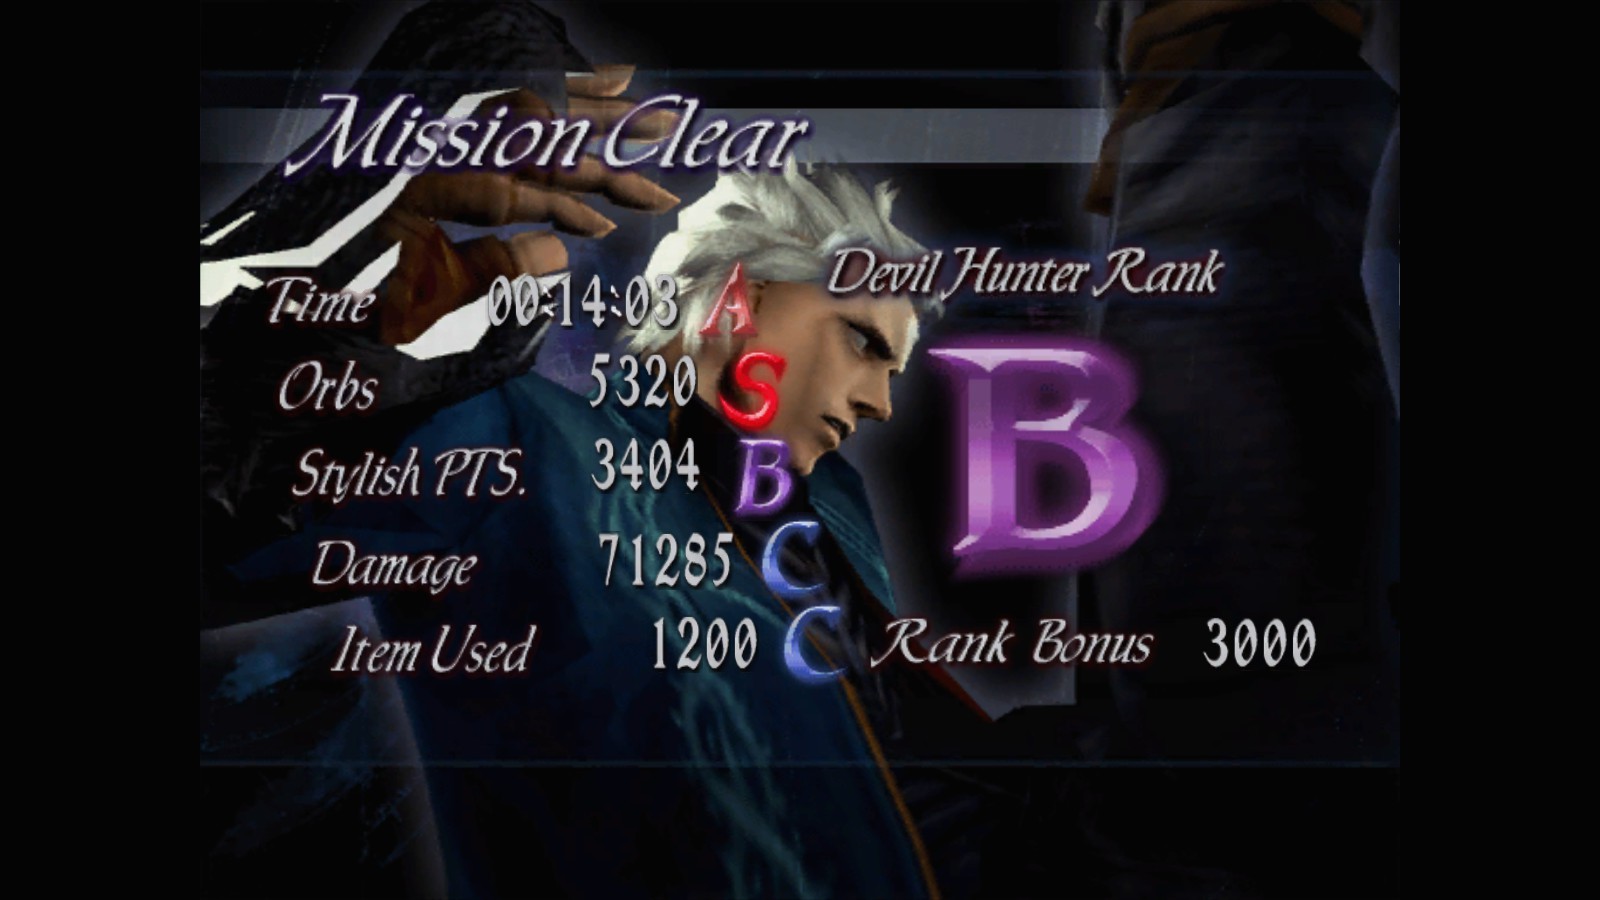 Mission Clear
Devil Hunter Rank
Time 00:14:03 A
B
Orbs 5320 S
Stylish PTS. 3404 B
Damage 71285 C
Item Used 1200 C
Rank Bonus 3000